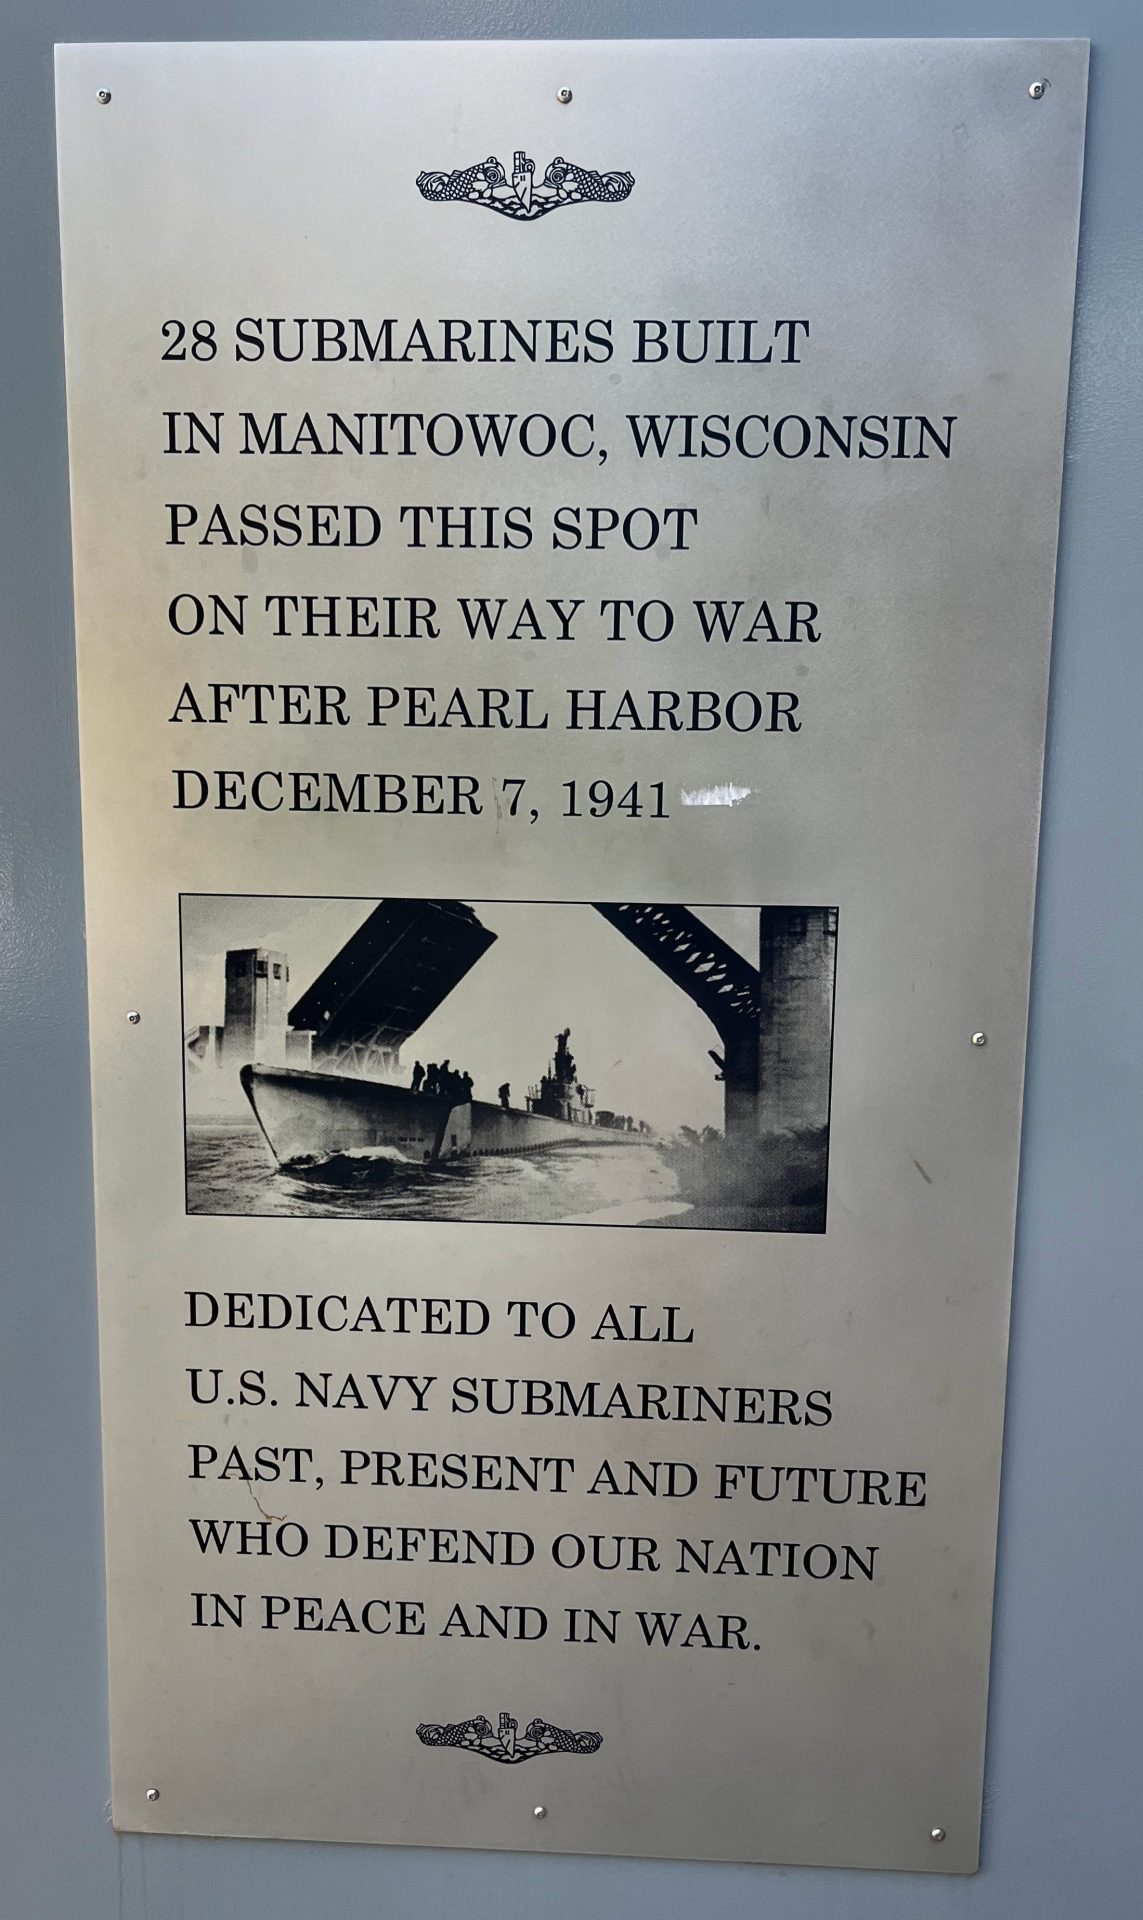 28 SUBMARINES BUILT
IN MANITOWOC, WISCONSIN
PASSED THIS SPOT
ON THEIR WAY TO WAR
AFTER PEARL HARBOR
DECEMBER 7, 1941
DEDICATED TO ALL
U.S. NAVY SUBMARINERS
PAST, PRESENT AND FUTURE
WHO DEFEND OUR NATION
IN PEACE AND IN WAR.